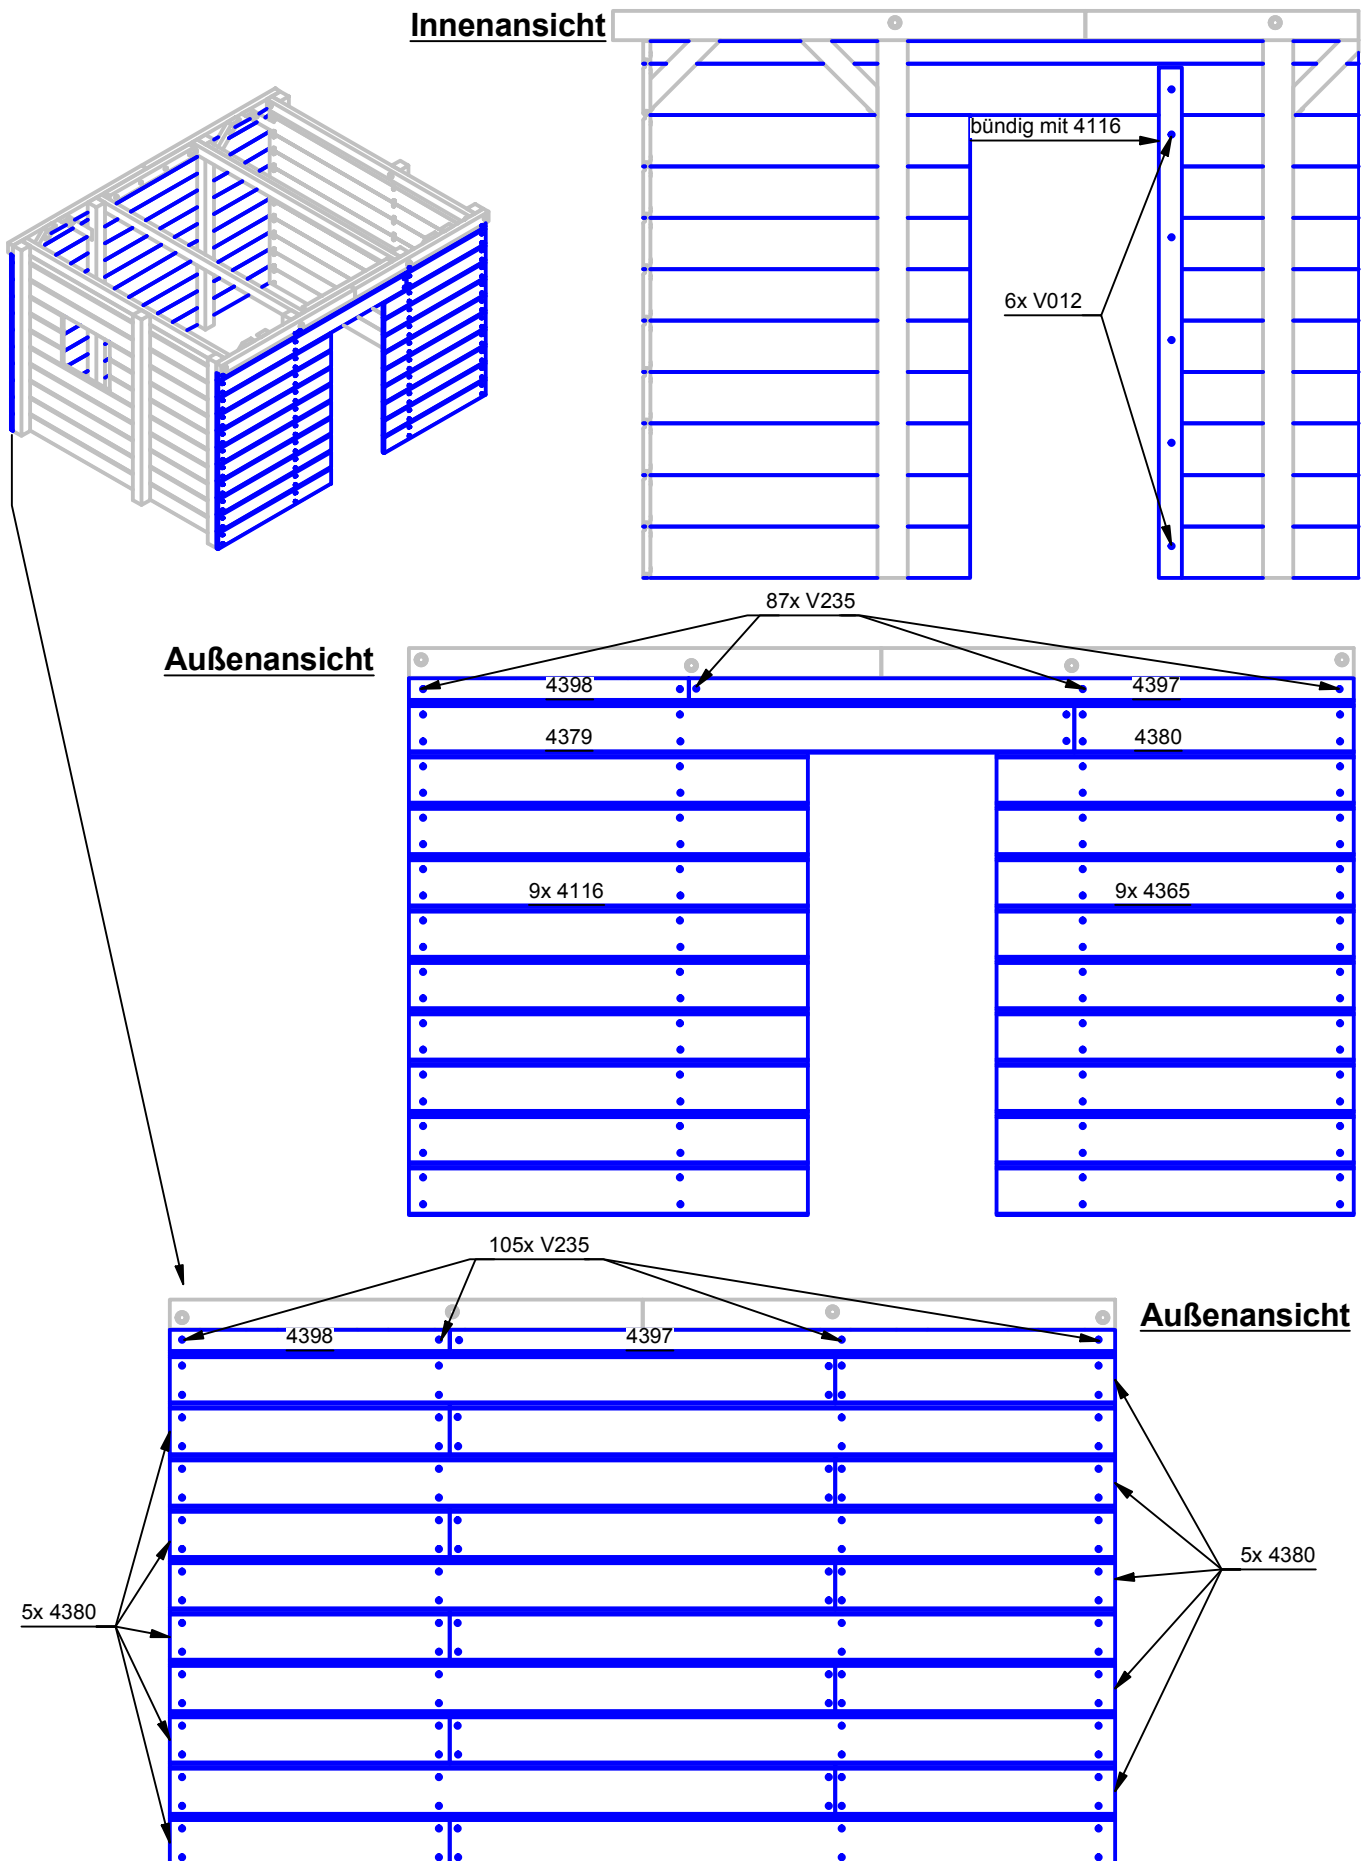 Innenansicht
bündig mit 4116
6x V012
87x V235
Außenansicht
4398
4397
4379
4380
9x 4116
9x 4365
105x V235
Außenansicht
4398
4397
5x 4380
5x 4380